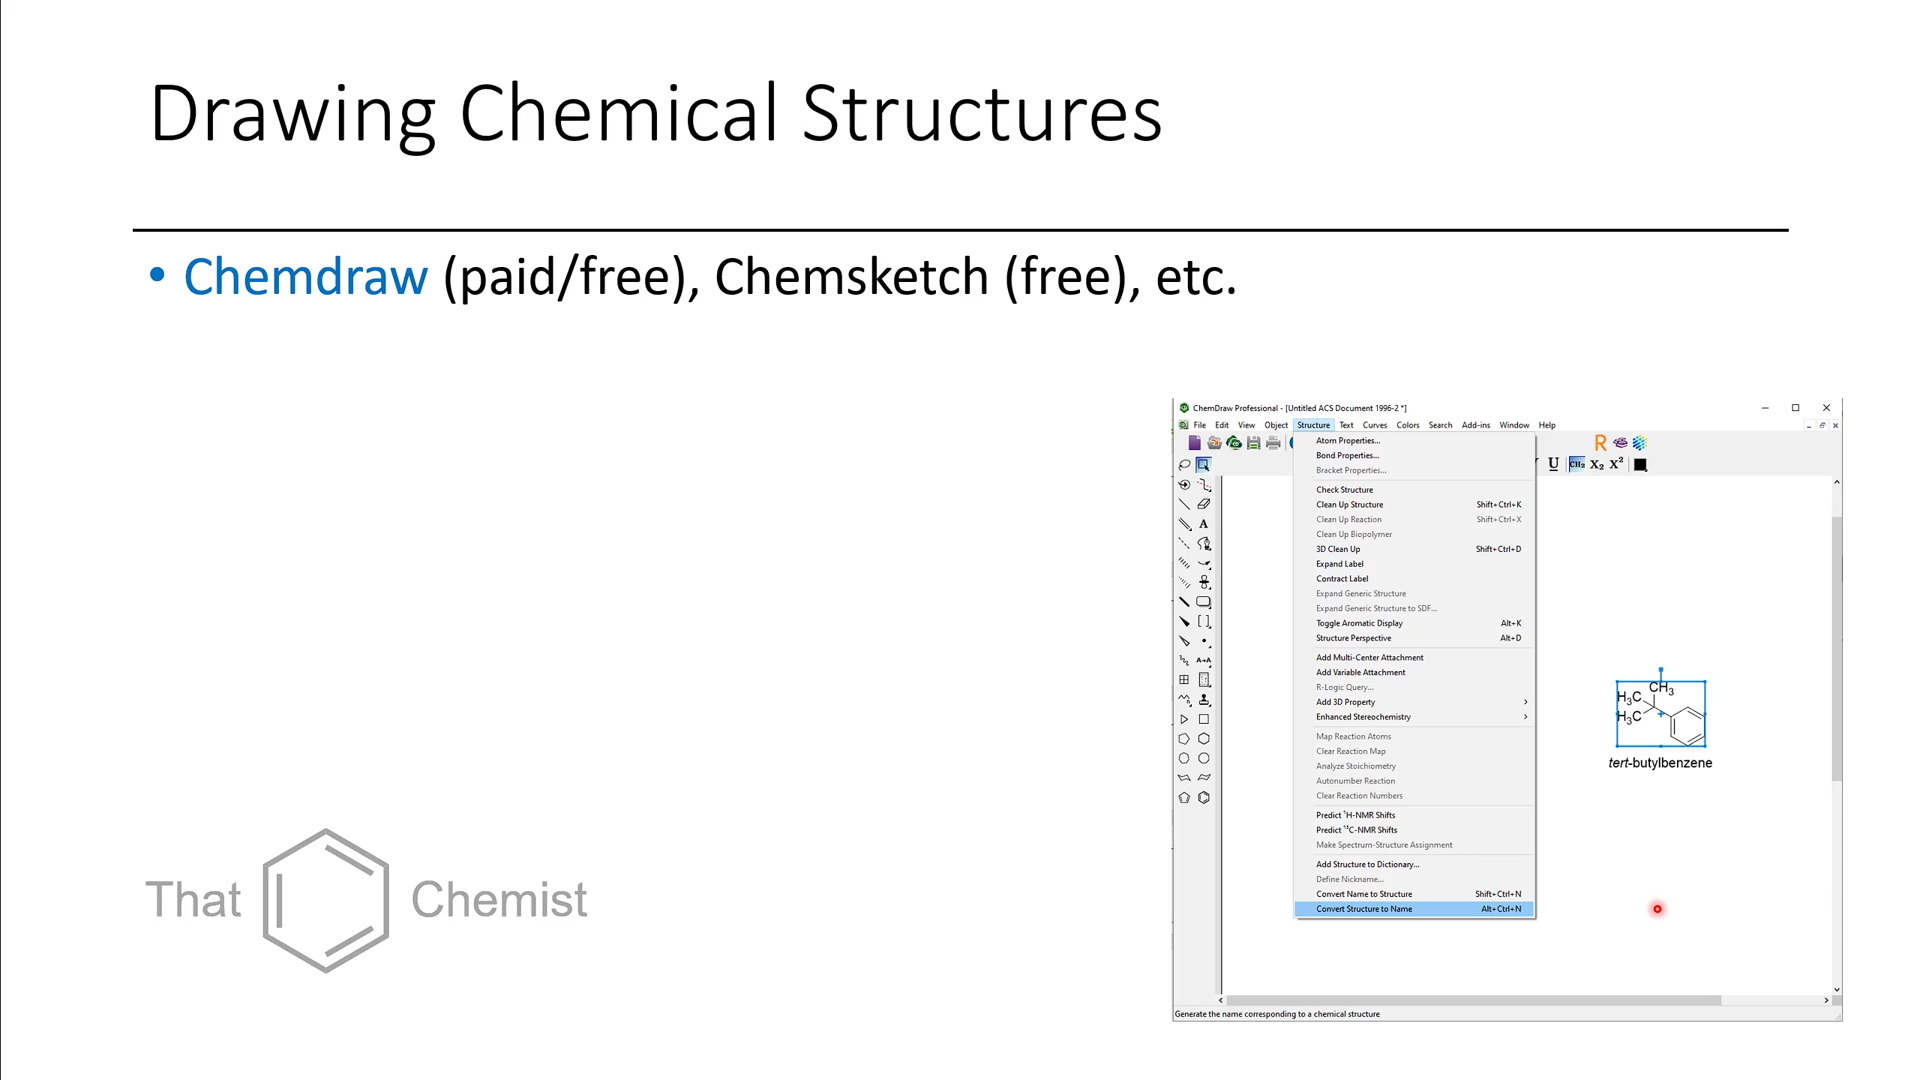 Drawing Chemical Structures
• Chemdraw (paid/free), Chemsketch (free), etc.
ChemDraw Professional - [Untitled ACS Document 1996-2 *]
File Edit View Object Structure Text Curves Colors Search Add-ins Window Help
R
U CH₂ X₂ X²
A
A→A
Atom Properties...
Bond Properties...
Bracket Properties...
Check Structure
Clean Up Structure Shift+Ctrl+K
Clean Up Reaction Shift+Ctrl+X
Clean Up Biopolymer
3D Clean Up Shift+Ctrl+D
Expand Label
Contract Label
Expand Generic Structure
Expand Generic Structure to SDF...
Toggle Aromatic Display Alt+K
Structure Perspective Alt+D
Add Multi-Center Attachment
Add Variable Attachment
R-Logic Query...
Add 3D Property
Enhanced Stereochemistry
Map Reaction Atoms
Clear Reaction Map
Analyze Stoichiometry
Autonumber Reaction
Clear Reaction Numbers
Predict ¹H-NMR Shifts
Predict ¹³C-NMR Shifts
Make Spectrum-Structure Assignment
Add Structure to Dictionary...
Define Nickname...
Convert Name to Structure Shift+Ctrl+N
Convert Structure to Name Alt+Ctrl+N
CH₃
H₃C
H₃C
tert-butylbenzene
Generate the name corresponding to a chemical structure
That Chemist